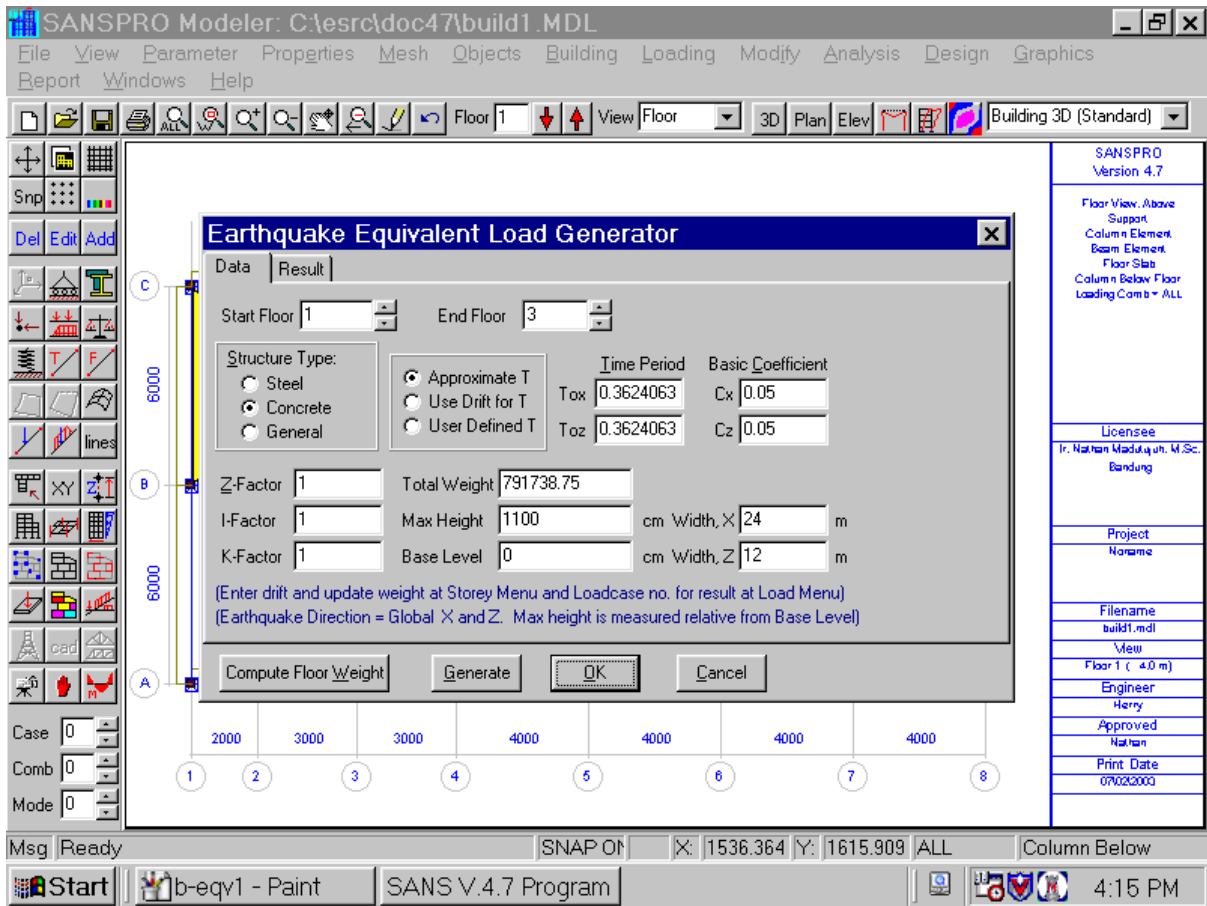 SANSPRO Modeler: C:\esrc\doc47\build1.MDL
File View Parameter Properties Mesh Objects Building Loading Modify Analysis Design Graphics
Report Windows Help
ALL Floor 1 View Floor 3D Plan Elev Building 3D (Standard)
Snp
Del Edit Add
T F
lines
XY Z
cad
M
Case 0
Comb 0
Mode 0
C
B
A
6000
6000
Earthquake Equivalent Load Generator
Data Result
Start Floor 1 End Floor 3
Structure Type:
Steel
Concrete
General
Approximate T
Use Drift for T
User Defined T
Time Period Basic Coefficient
Tox 0.3624063 Cx 0.05
Toz 0.3624063 Cz 0.05
Z-Factor 1 Total Weight 791738.75
I-Factor 1 Max Height 1100 cm Width, X 24 m
K-Factor 1 Base Level 0 cm Width, Z 12 m
(Enter drift and update weight at Storey Menu and Loadcase no. for result at Load Menu)
(Earthquake Direction = Global X and Z. Max height is measured relative from Base Level)
Compute Floor Weight Generate OK Cancel
2000 3000 3000 4000 4000 4000 4000
1 2 3 4 5 6 7 8
SANSPRO
Version 4.7
Floor View. Above
Support
Column Element
Beam Element
Floor Slab
Column Below Floor
Loading Comb = ALL
Licensee
Ir. Nathan Madutujuh, M.Sc.
Bandung
Project
Noname
Filename
build1.mdl
View
Floor 1 ( 4.0 m)
Engineer
Herry
Approved
Nathan
Print Date
07/02/2003
Msg Ready SNAP ON X: 1536.364 Y: 1615.909 ALL Column Below
Start b-eqv1 - Paint SANS V.4.7 Program 4:15 PM